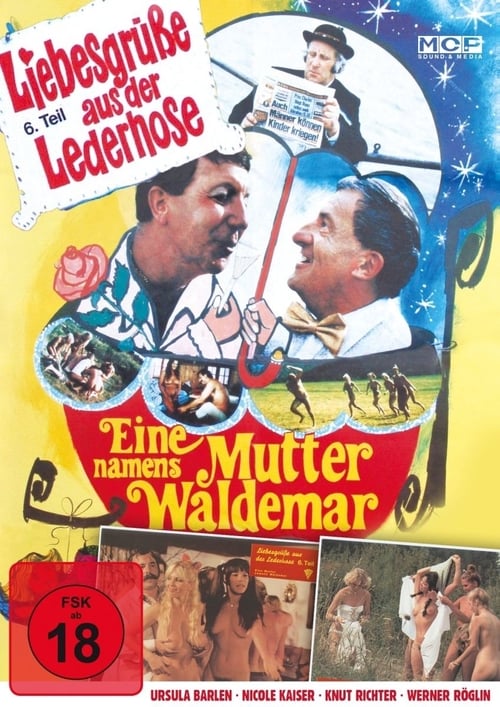 Liebesgrüße
6. Teil
aus der
Lederhose
MCP
SOUND & MEDIA
Auch
Männer können
Kinder kriegen!
Eine Mutter
namens
Waldemar
Liebesgrüße aus
der Lederhose 6. Teil
FSK
ab
18
URSULA BARLEN · NICOLE KAISER · KNUT RICHTER · WERNER RÖGLIN